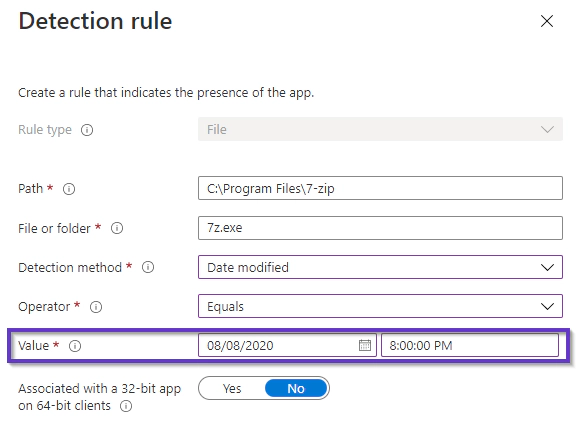 Detection rule
Create a rule that indicates the presence of the app.
Rule type File
Path * C:\Program Files\7-zip
File or folder * 7z.exe
Detection method * Date modified
Operator * Equals
Value * 08/08/2020 8:00:00 PM
Associated with a 32-bit app Yes No
on 64-bit clients